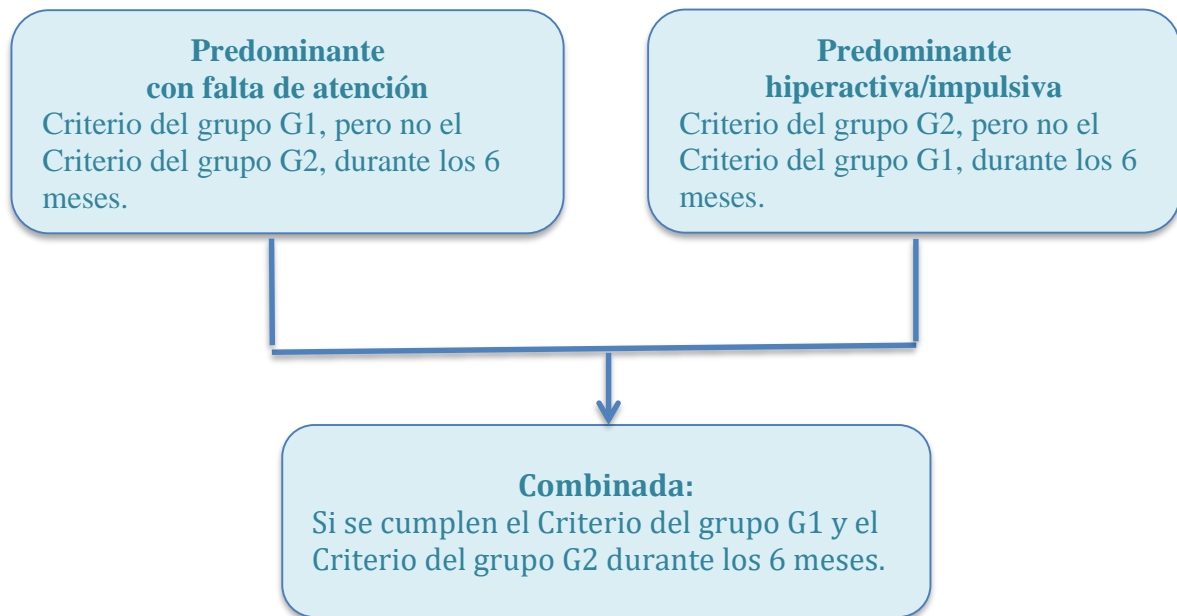 Predominante
con falta de atención
Criterio del grupo G1, pero no el
Criterio del grupo G2, durante los 6
meses.
Predominante
hiperactiva/impulsiva
Criterio del grupo G2, pero no el
Criterio del grupo G1, durante los 6
meses.
Combinada:
Si se cumplen el Criterio del grupo G1 y el
Criterio del grupo G2 durante los 6 meses.